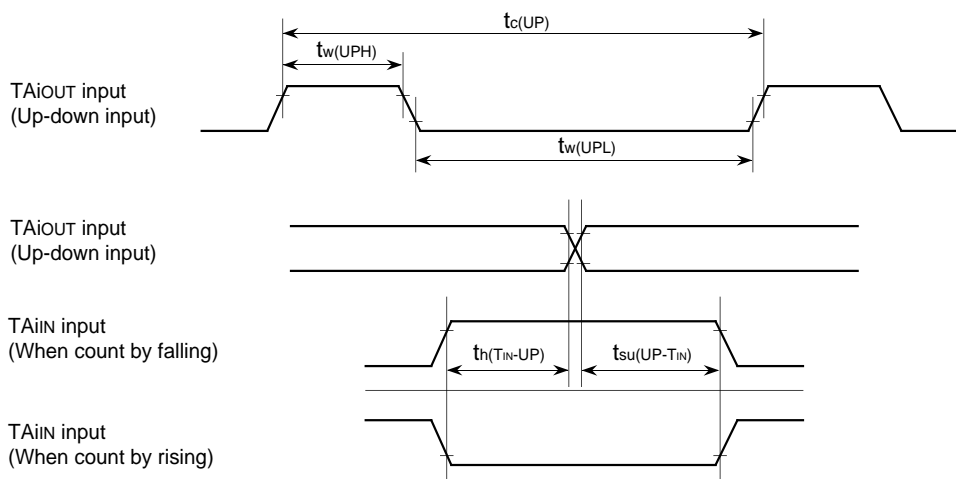 tc(UP)
tw(UPH)
TAiOUT input
(Up-down input)
tw(UPL)
TAiOUT input
(Up-down input)
TAiIN input
(When count by falling)
th(TIN-UP)
tsu(UP-TIN)
TAiIN input
(When count by rising)